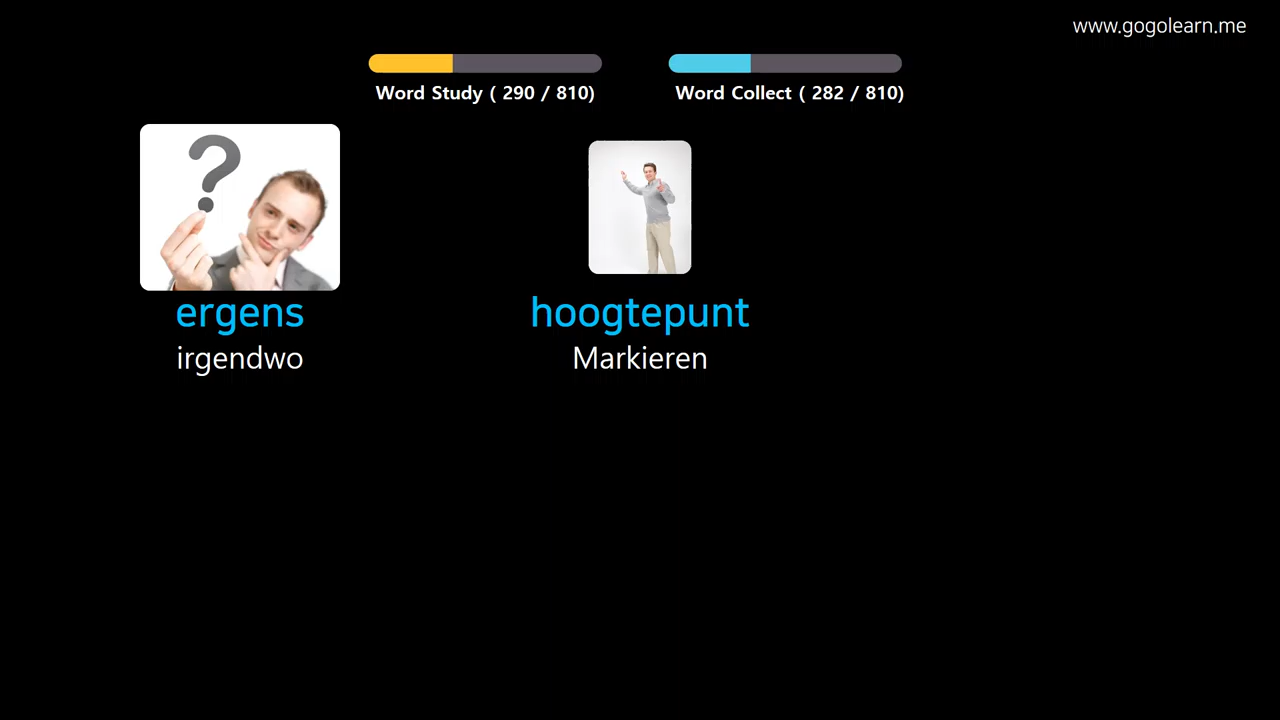 www.gogolearn.me
Word Study ( 290 / 810)
Word Collect ( 282 / 810)
?
ergens
irgendwo
hoogtepunt
Markieren